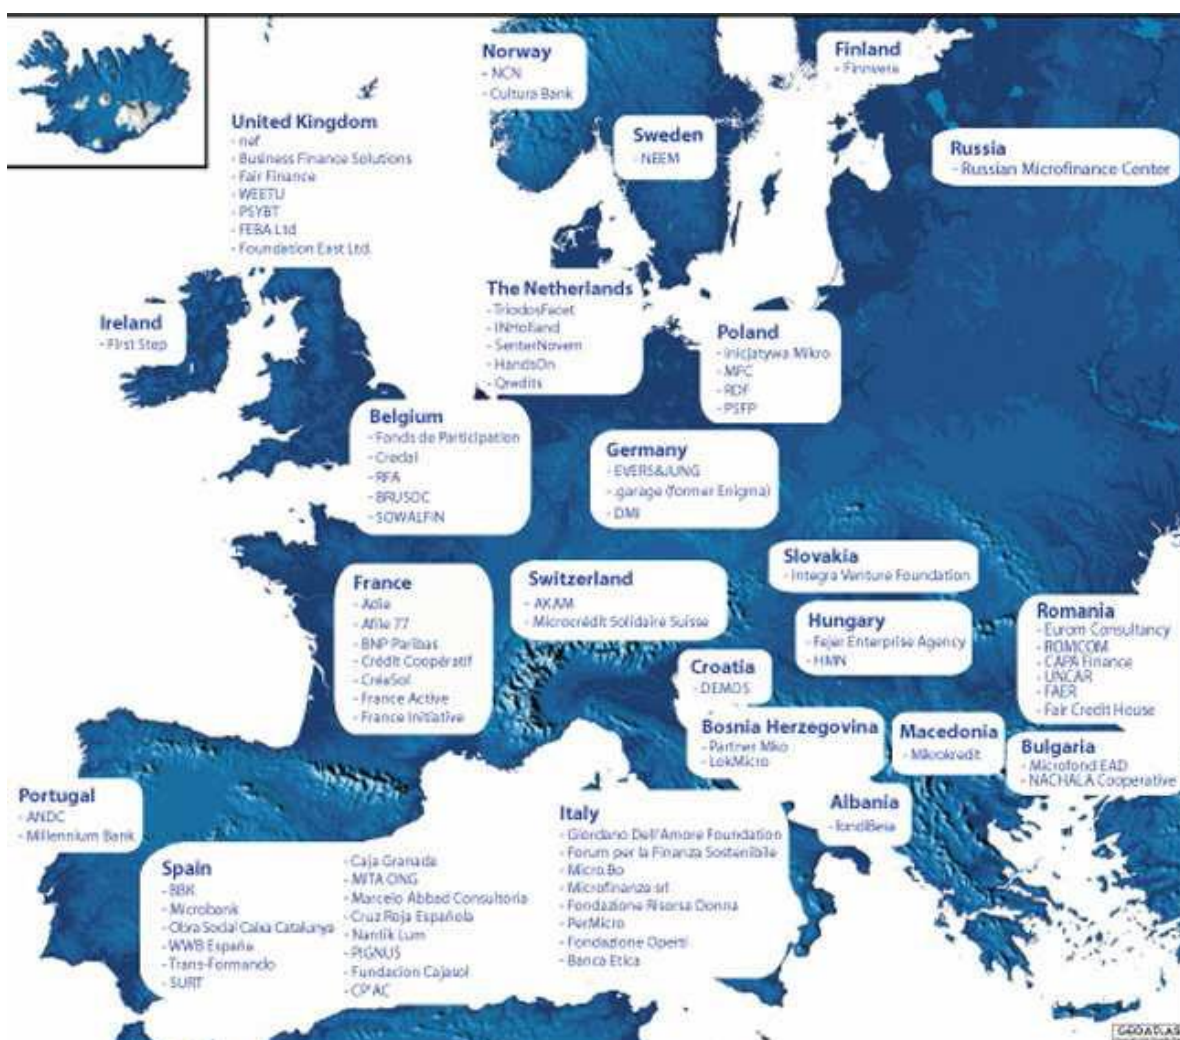 Norway
- NCN
- Cultura Bank
Finland
- Finnvera
United Kingdom
- nef
- Business Finance Solutions
- Fair Finance
- WEETU
- PSYBT
- FEBA Ltd
- Foundation East Ltd.
Sweden
- NEEM
Russia
- Russian Microfinance Center
Ireland
- First Step
The Netherlands
- TriodosFacet
- INHolland
- SenterNovem
- HandsOn
- Qredits
Poland
- Inicjatywa Mikro
- MFC
- RDF
- PSFP
Belgium
- Fonds de Participation
- Credal
- RFA
- BRUSOC
- SOWALFIN
Germany
- EVERS&JUNG
- .garage (former Enigma)
- DMI
Slovakia
- Integra Venture Foundation
France
- Adie
- Afile 77
- BNP Paribas
- Crédit Coopératif
- CréaSol
- France Active
- France Initiative
Switzerland
- AKAM
- Microcrédit Solidaire Suisse
Hungary
- Fejer Enterprise Agency
- HMN
Romania
- Eurom Consultancy
- ROMCOM
- CAPA Finance
- UNCAR
- FAER
- Fair Credit House
Croatia
- DEMOS
Bosnia Herzegovina
- Partner Mko
- LokMicro
Macedonia
- Mikrokredit
Bulgaria
- Microfond EAD
- NACHALA Cooperative
Portugal
- ANDC
- Millennium Bank
Albania
- fondiBesa
Spain
- BBK
- Microbank
- Obra Social Caixa Catalunya
- WWB España
- Trans-Formando
- SURT
- Caja Granada
- MITA ONG
- Marcelo Abbad Consultoria
- Cruz Roja Española
- Nantik Lum
- PIGNUS
- Fundacion Cajasol
- CP'AC
Italy
- Giordano Dell'Amore Foundation
- Forum per la Finanza Sostenibile
- Micro.Bo
- Microfinanza srl
- Fondazione Risorsa Donna
- PerMicro
- Fondazione Operti
- Banca Etica
GEOATLAS